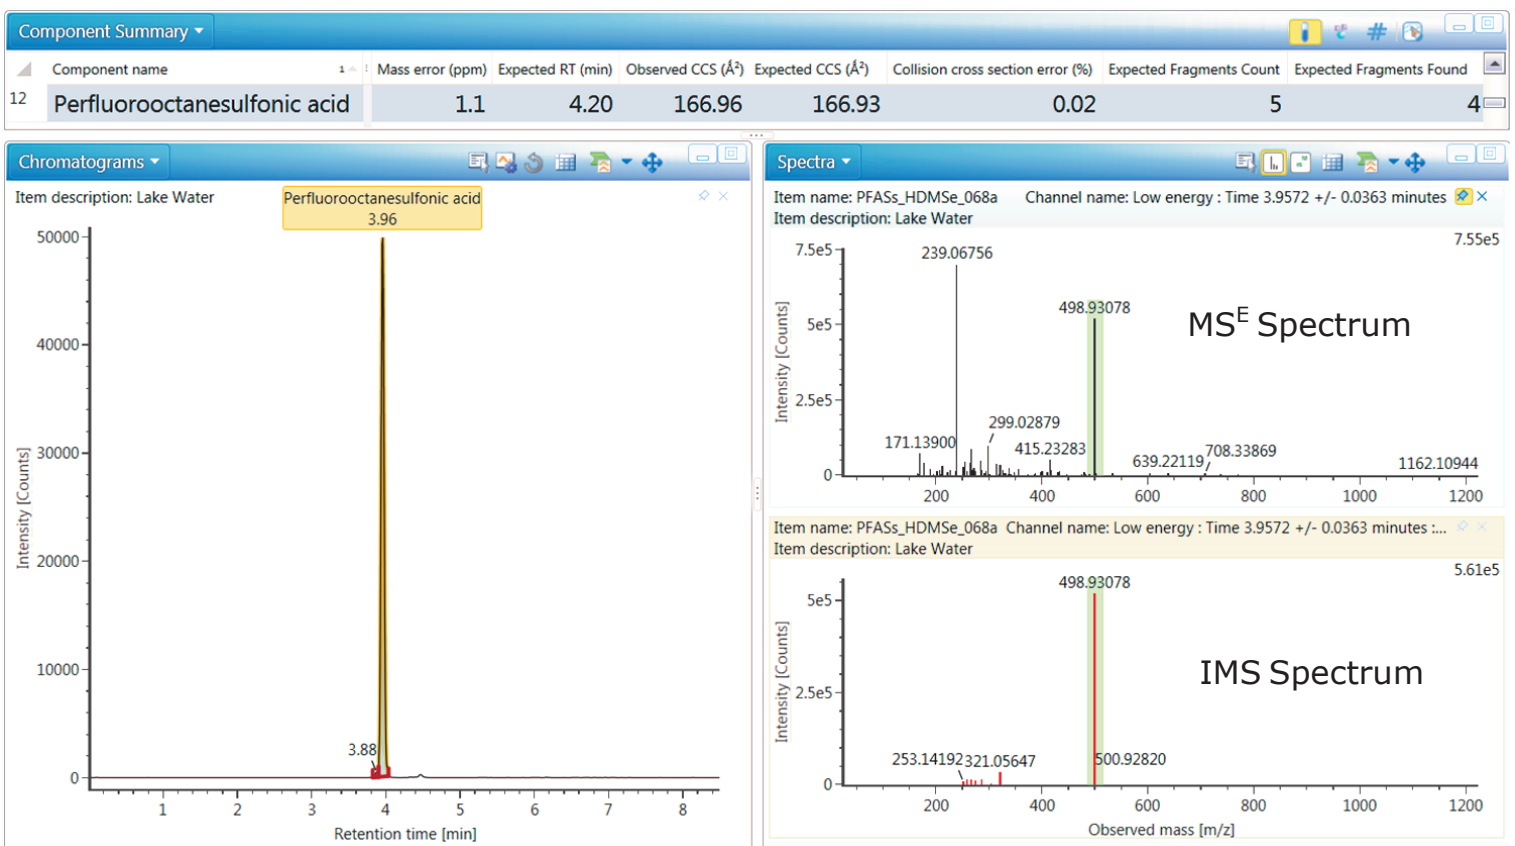 Component Summary
Component name 1 Mass error (ppm) Expected RT (min) Observed CCS (Å²) Expected CCS (Å²) Collision cross section error (%) Expected Fragments Count Expected Fragments Found
12 Perfluorooctanesulfonic acid 1.1 4.20 166.96 166.93 0.02 5 4
Chromatograms
Item description: Lake Water
Perfluorooctanesulfonic acid
3.96
50000
40000
30000
20000
10000
0
Intensity [Counts]
3.88
1 2 3 4 5 6 7 8
Retention time [min]
Spectra
Item name: PFASs_HDMSe_068a Channel name: Low energy : Time 3.9572 +/- 0.0363 minutes
Item description: Lake Water
7.55e5
7.5e5
5e5
2.5e5
0
Intensity [Counts]
239.06756
498.93078
MSᴱ Spectrum
299.02879
171.13900
415.23283
639.22119
708.33869
1162.10944
200 400 600 800 1000 1200
Item name: PFASs_HDMSe_068a Channel name: Low energy : Time 3.9572 +/- 0.0363 minutes :...
Item description: Lake Water
5.61e5
5e5
2.5e5
0
Intensity [Counts]
498.93078
IMS Spectrum
253.14192
321.05647
500.92820
200 400 600 800 1000 1200
Observed mass [m/z]